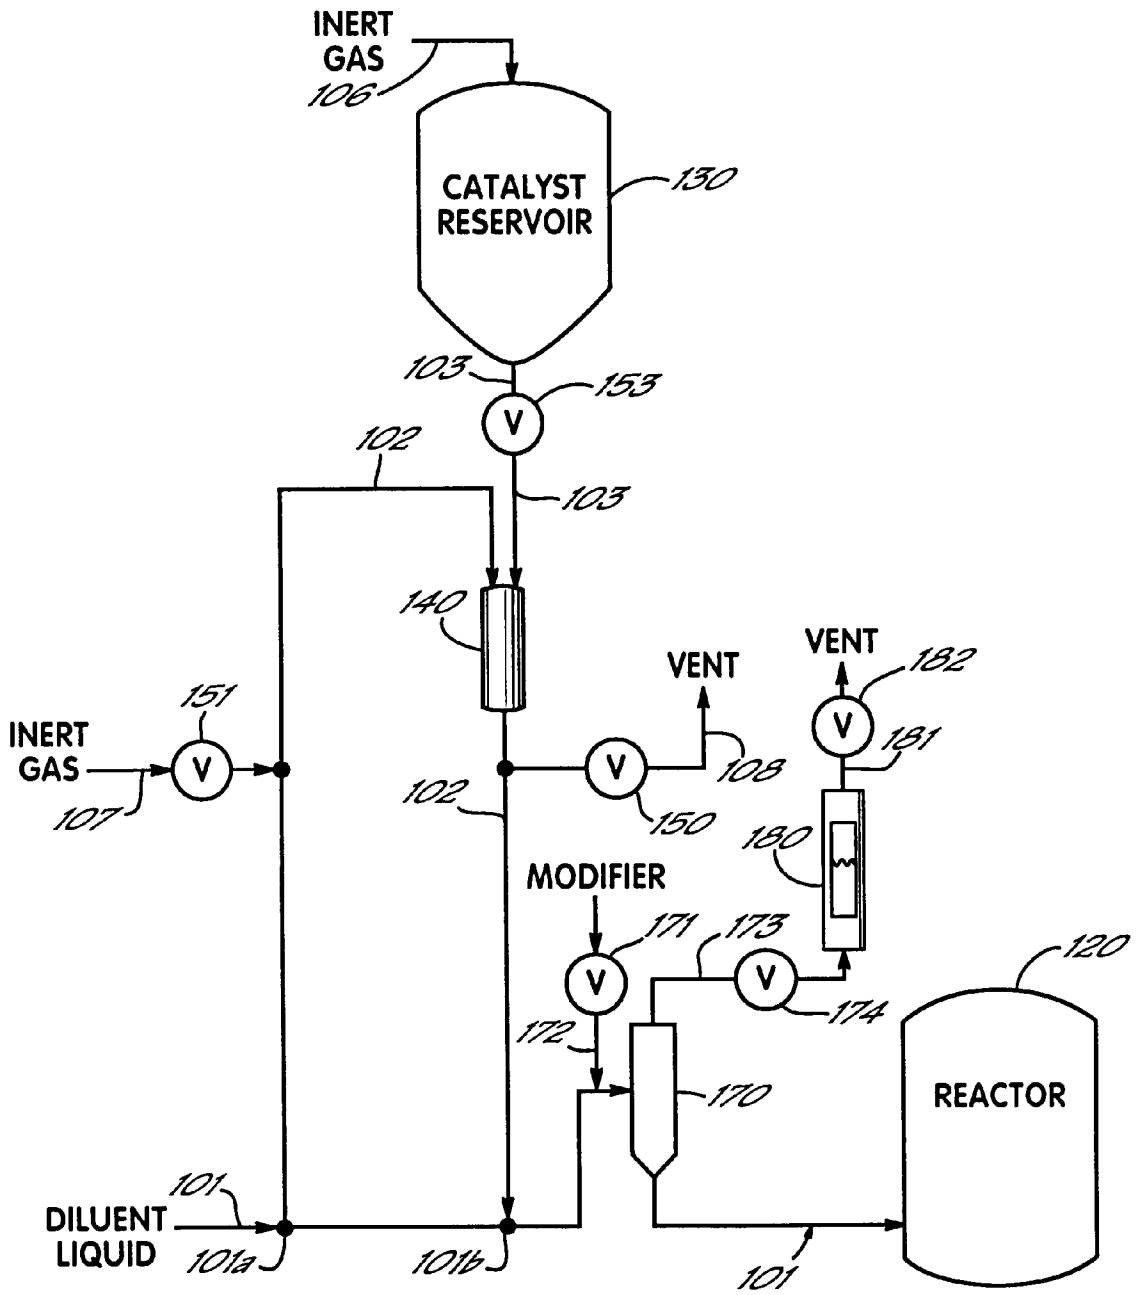 INERT
GAS
106
CATALYST
RESERVOIR
130
103
153
V
102
103
140
VENT
182
VENT
151
V
181
INERT
GAS
V
V
108
107
102
150
180
MODIFIER
171
173
120
V
V
172
174
170
REACTOR
101
DILUENT
LIQUID
101a
101b
101